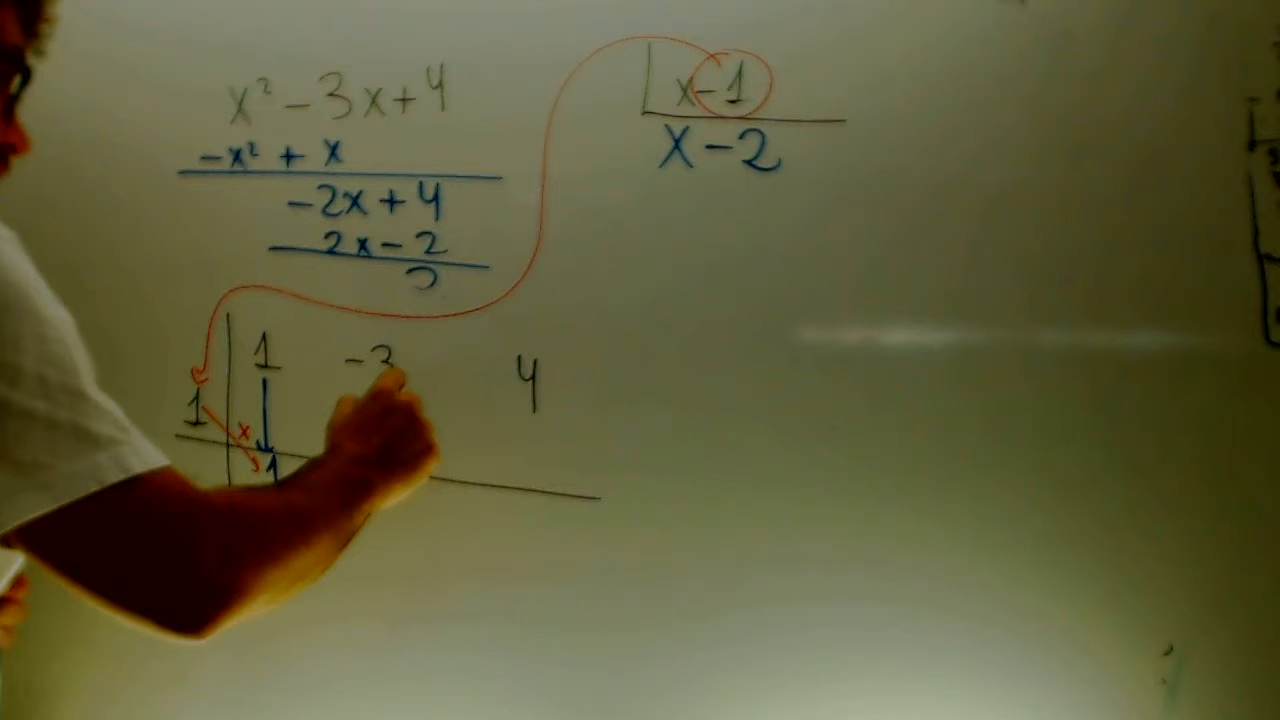 x² - 3x + 4 | x - 1
-x² + x x - 2
-2x + 4
2x - 2
2
1 -3 4
1 x
1